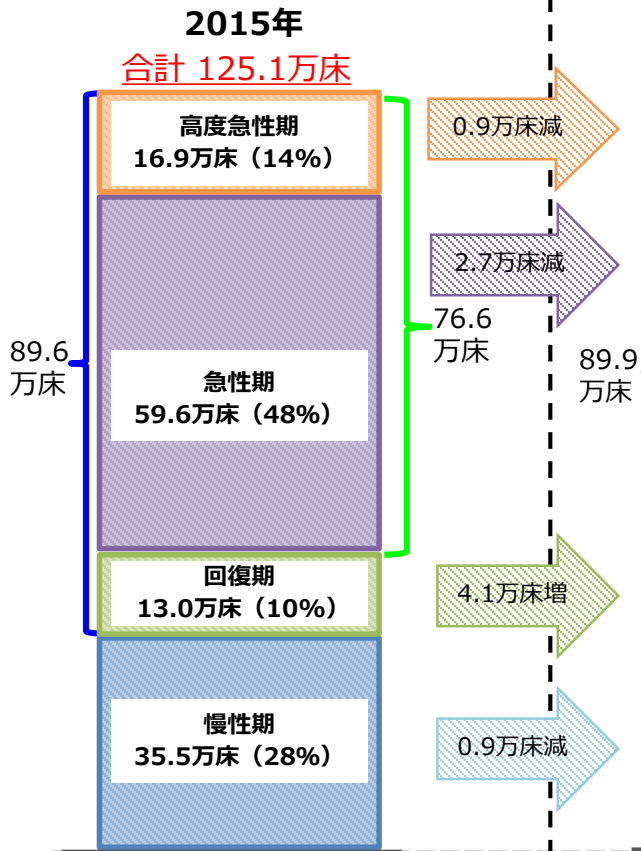 2015年
合計 125.1万床
高度急性期
16.9万床（14%）
0.9万床減
2.7万床減
76.6
万床
89.6
万床
89.9
万床
急性期
59.6万床（48%）
回復期
13.0万床（10%）
4.1万床増
慢性期
35.5万床（28%）
0.9万床減